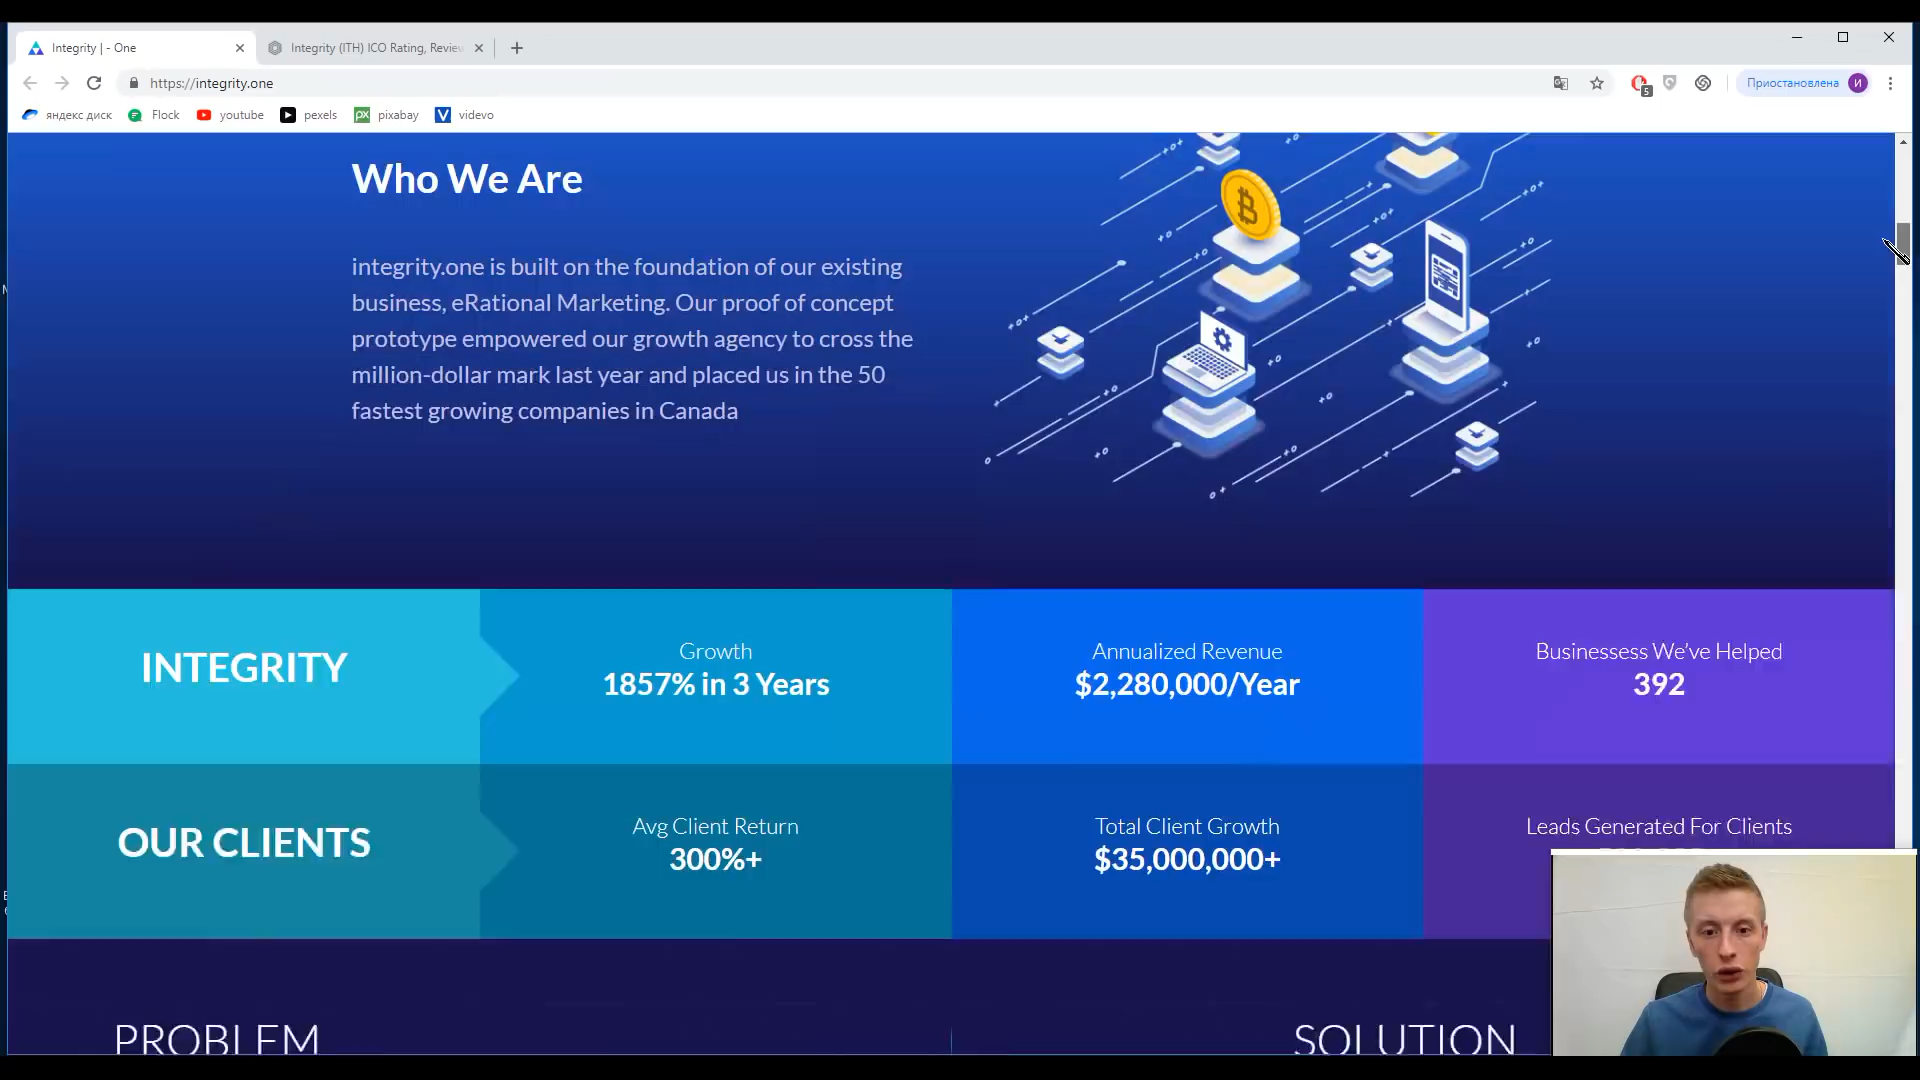 Integrity | - One
Integrity (ITH) ICO Rating, Review
https://integrity.one
5
Приостановлена
И
яндекс диск
Flock
youtube
px
pexels
pixabay
V
videvo
Who We Are
integrity.one is built on the foundation of our existing
business, eRational Marketing. Our proof of concept
prototype empowered our growth agency to cross the
million-dollar mark last year and placed us in the 50
fastest growing companies in Canada
INTEGRITY
Growth
1857% in 3 Years
Annualized Revenue
$2,280,000/Year
Businessess We've Helped
392
OUR CLIENTS
Avg Client Return
300%+
Total Client Growth
$35,000,000+
Leads Generated For Clients
PROBLEM
SOLUTION